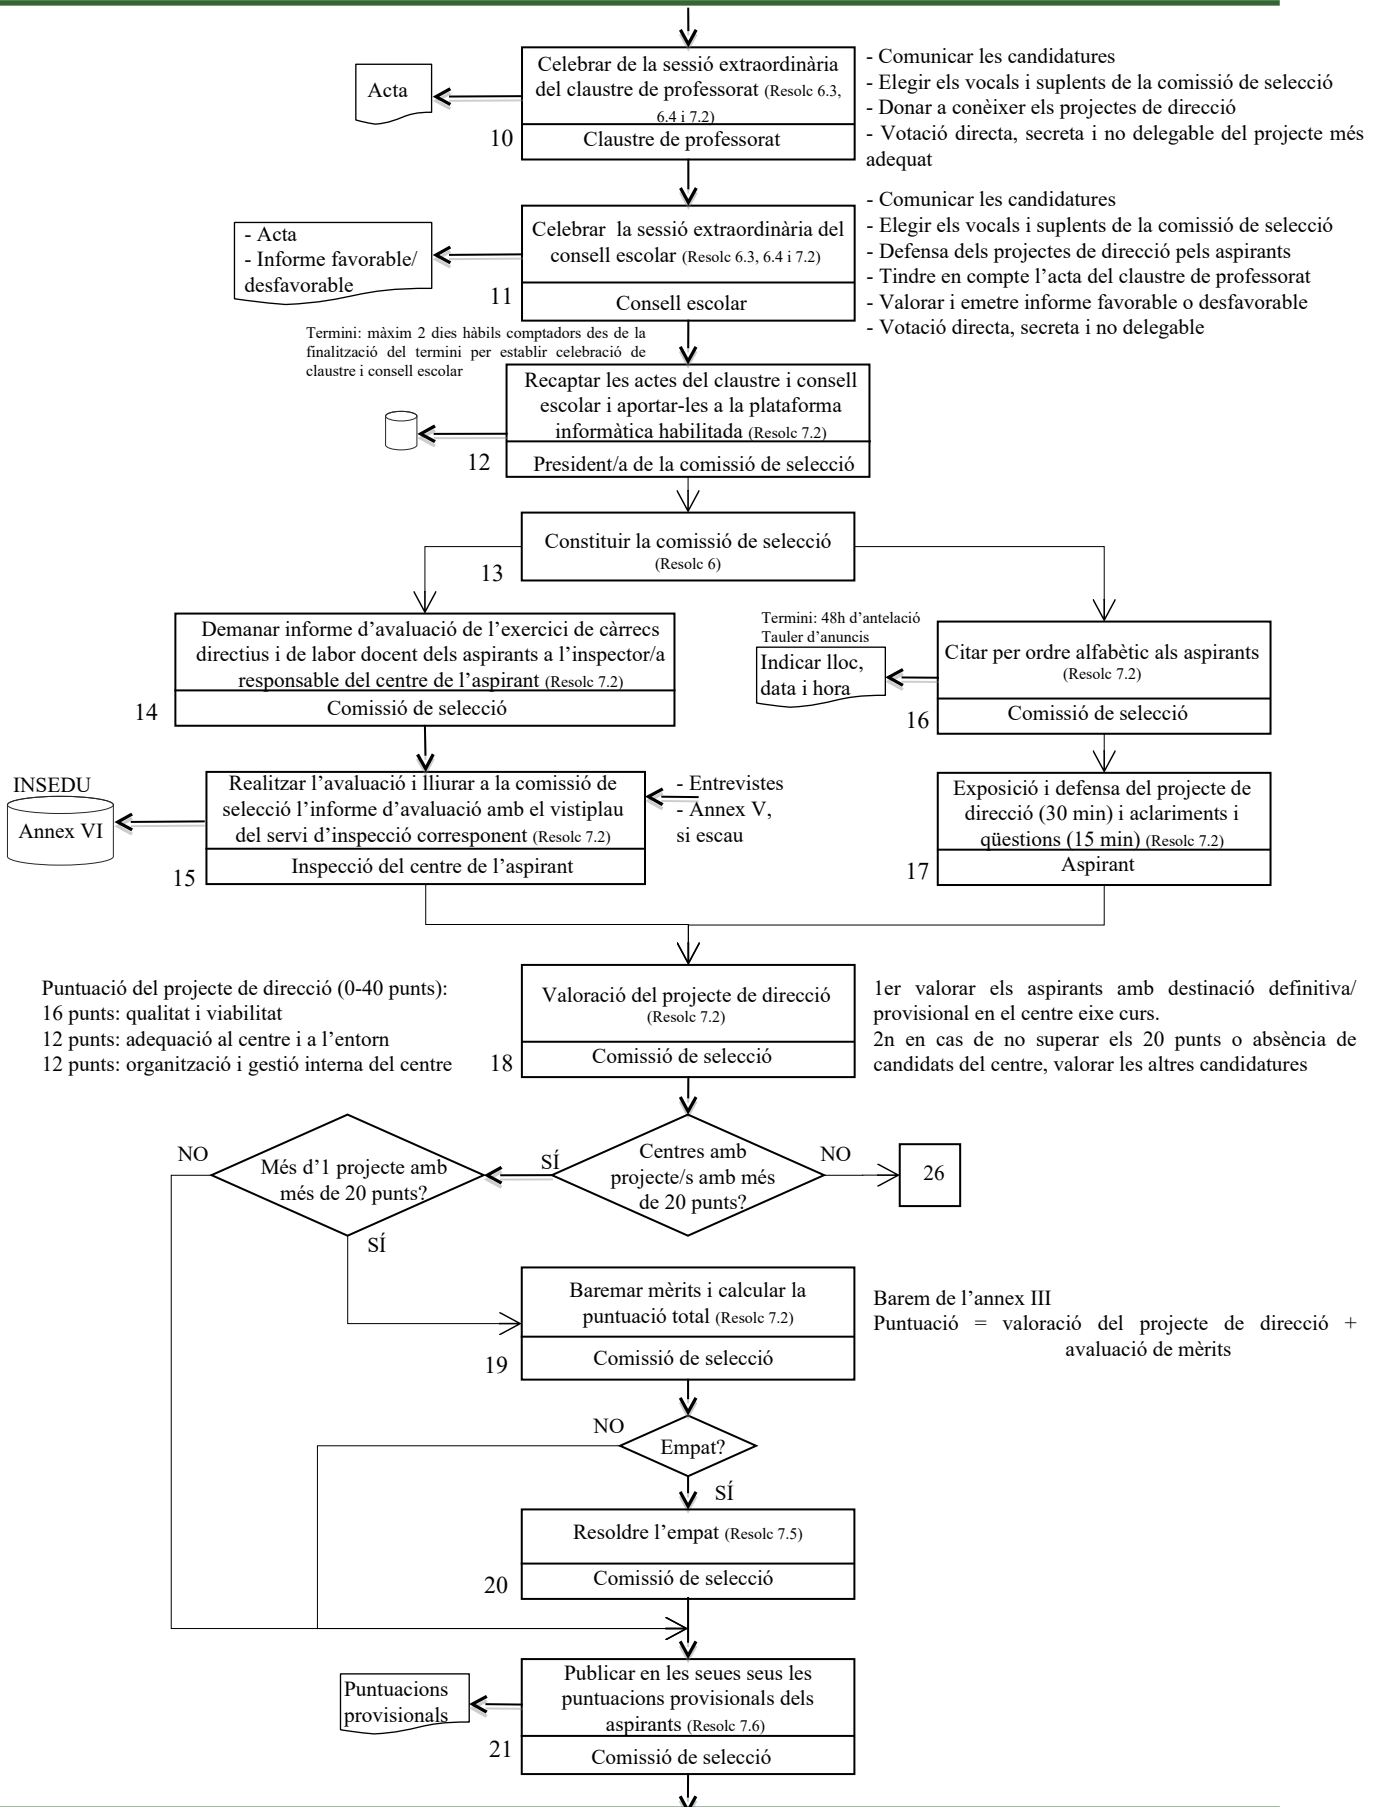 Celebrar de la sessió extraordinària
del claustre de professorat (Resolc 6.3,
6.4 i 7.2)
Claustre de professorat
10
Acta
- Comunicar les candidatures
- Elegir els vocals i suplents de la comissió de selecció
- Donar a conèixer els projectes de direcció
- Votació directa, secreta i no delegable del projecte més
adequat
Celebrar la sessió extraordinària del
consell escolar (Resolc 6.3, 6.4 i 7.2)
Consell escolar
11
- Acta
- Informe favorable/
desfavorable
- Comunicar les candidatures
- Elegir els vocals i suplents de la comissió de selecció
- Defensa dels projectes de direcció pels aspirants
- Tindre en compte l’acta del claustre de professorat
- Valorar i emetre informe favorable o desfavorable
- Votació directa, secreta i no delegable
Termini: màxim 2 dies hàbils comptadors des de la
finalització del termini per establir celebració de
claustre i consell escolar
Recaptar les actes del claustre i consell
escolar i aportar-les a la plataforma
informàtica habilitada (Resolc 7.2)
President/a de la comissió de selecció
12
Constituir la comissió de selecció
(Resolc 6)
13
Demanar informe d’avaluació de l’exercici de càrrecs
directius i de labor docent dels aspirants a l’inspector/a
responsable del centre de l’aspirant (Resolc 7.2)
Comissió de selecció
14
Termini: 48h d’antelació
Tauler d’anuncis
Indicar lloc,
data i hora
Citar per ordre alfabètic als aspirants
(Resolc 7.2)
Comissió de selecció
16
INSEDU
Annex VI
Realitzar l’avaluació i lliurar a la comissió de
selecció l’informe d’avaluació amb el vistiplau
del servi d’inspecció corresponent (Resolc 7.2)
Inspecció del centre de l’aspirant
15
- Entrevistes
- Annex V,
si escau
Exposició i defensa del projecte de
direcció (30 min) i aclariments i
qüestions (15 min) (Resolc 7.2)
Aspirant
17
Puntuació del projecte de direcció (0-40 punts):
16 punts: qualitat i viabilitat
12 punts: adequació al centre i a l’entorn
12 punts: organització i gestió interna del centre
Valoració del projecte de direcció
(Resolc 7.2)
Comissió de selecció
18
1er valorar els aspirants amb destinació definitiva/
provisional en el centre eixe curs.
2n en cas de no superar els 20 punts o absència de
candidats del centre, valorar les altres candidatures
NO
Més d’1 projecte amb
més de 20 punts?
SÍ
SÍ
Centres amb
projecte/s amb més
de 20 punts?
NO
26
Baremar mèrits i calcular la
puntuació total (Resolc 7.2)
Comissió de selecció
19
Barem de l’annex III
Puntuació = valoració del projecte de direcció +
avaluació de mèrits
NO
Empat?
SÍ
Resoldre l’empat (Resolc 7.5)
Comissió de selecció
20
Publicar en les seues seus les
puntuacions provisionals dels
aspirants (Resolc 7.6)
Comissió de selecció
21
Puntuacions
provisionals